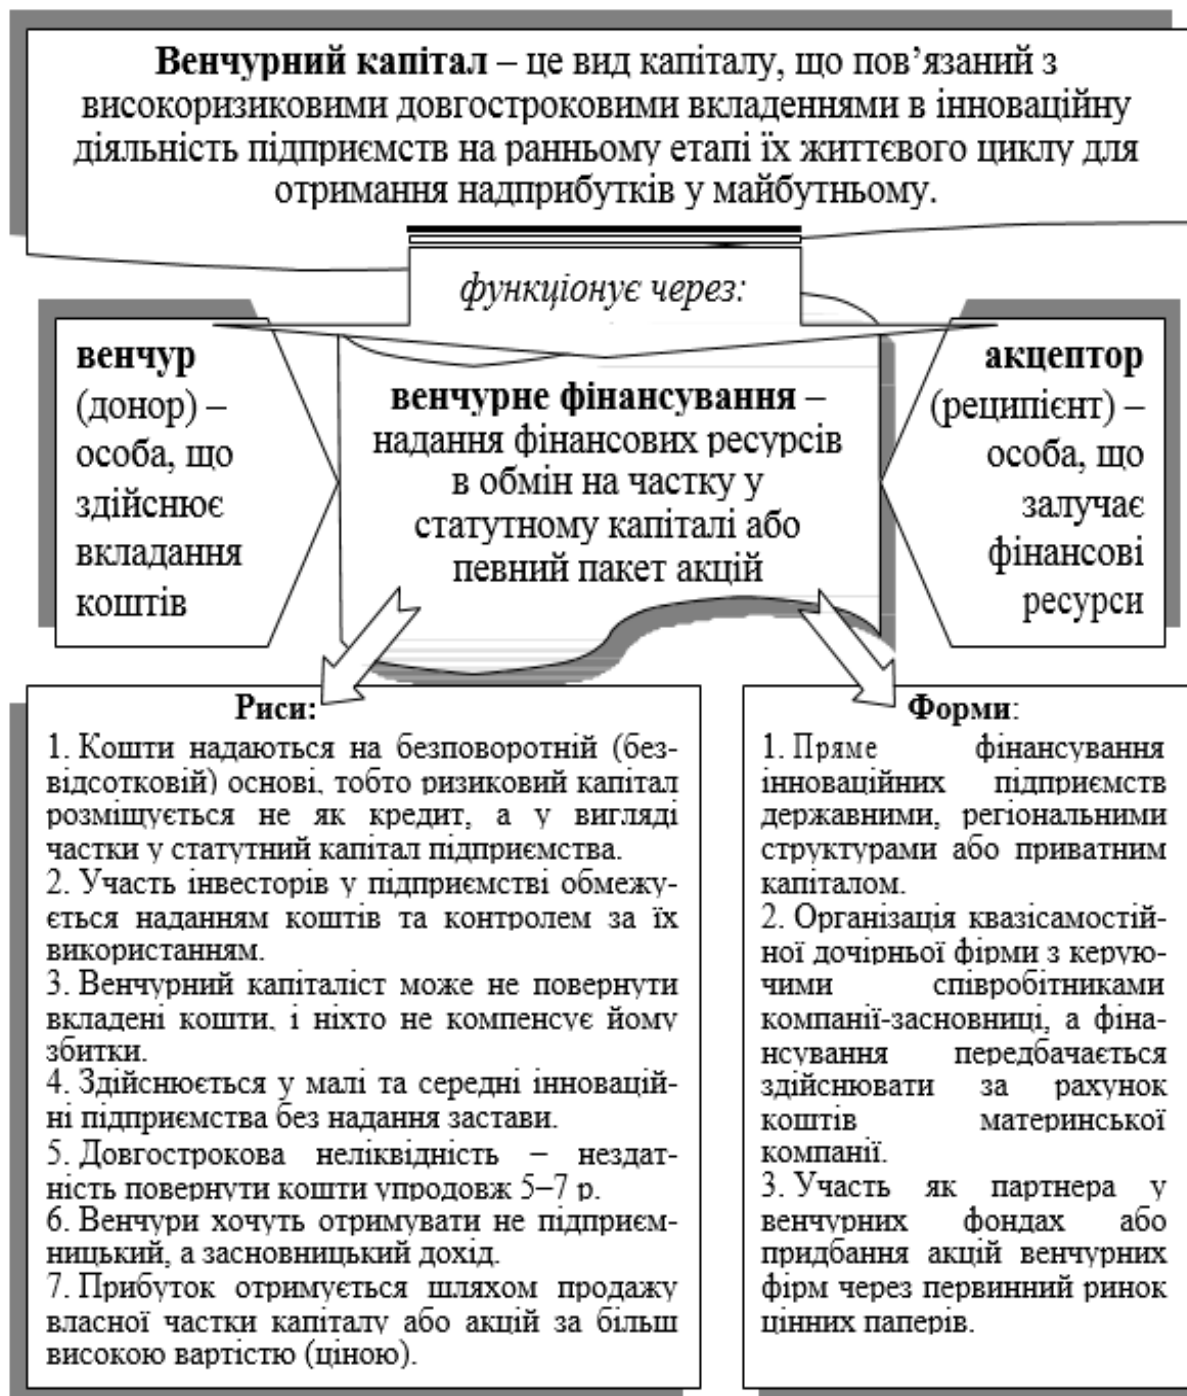 Венчурний капітал – це вид капіталу, що пов’язаний з
високоризиковими довгостроковими вкладеннями в інноваційну
діяльність підприємств на ранньому етапі їх життєвого циклу для
отримання надприбутків у майбутньому.
функціонує через:
венчур
(донор) –
особа, що
здійснює
вкладання
коштів
венчурне фінансування –
надання фінансових ресурсів
в обмін на частку у
статутному капіталі або
певний пакет акцій
акцептор
(реципієнт) –
особа, що
залучає
фінансові
ресурси
Риси:
1. Кошти надаються на безповоротній (без-
відсотковій) основі, тобто ризиковий капітал
розміщується не як кредит, а у вигляді
частки у статутний капітал підприємства.
2. Участь інвесторів у підприємстві обмежу-
ється наданням коштів та контролем за їх
використанням.
3. Венчурний капіталіст може не повернути
вкладені кошти, і ніхто не компенсує йому
збитки.
4. Здійснюється у малі та середні інновацій-
ні підприємства без надання застави.
5. Довгострокова неліквідність – нездат-
ність повернути кошти упродовж 5–7 р.
6. Венчури хочуть отримувати не підприєм-
ницький, а засновницький дохід.
7. Прибуток отримується шляхом продажу
власної частки капіталу або акцій за більш
високою вартістю (ціною).
Форми:
1. Пряме фінансування
інноваційних підприємств
державними, регіональними
структурами або приватним
капіталом.
2. Організація квазісамостій-
ної дочірньої фірми з керую-
чими співробітниками
компанії-засновниці, а фіна-
нсування передбачається
здійснювати за рахунок
коштів материнської
компанії.
3. Участь як партнера у
венчурних фондах або
придбання акцій венчурних
фірм через первинний ринок
цінних паперів.